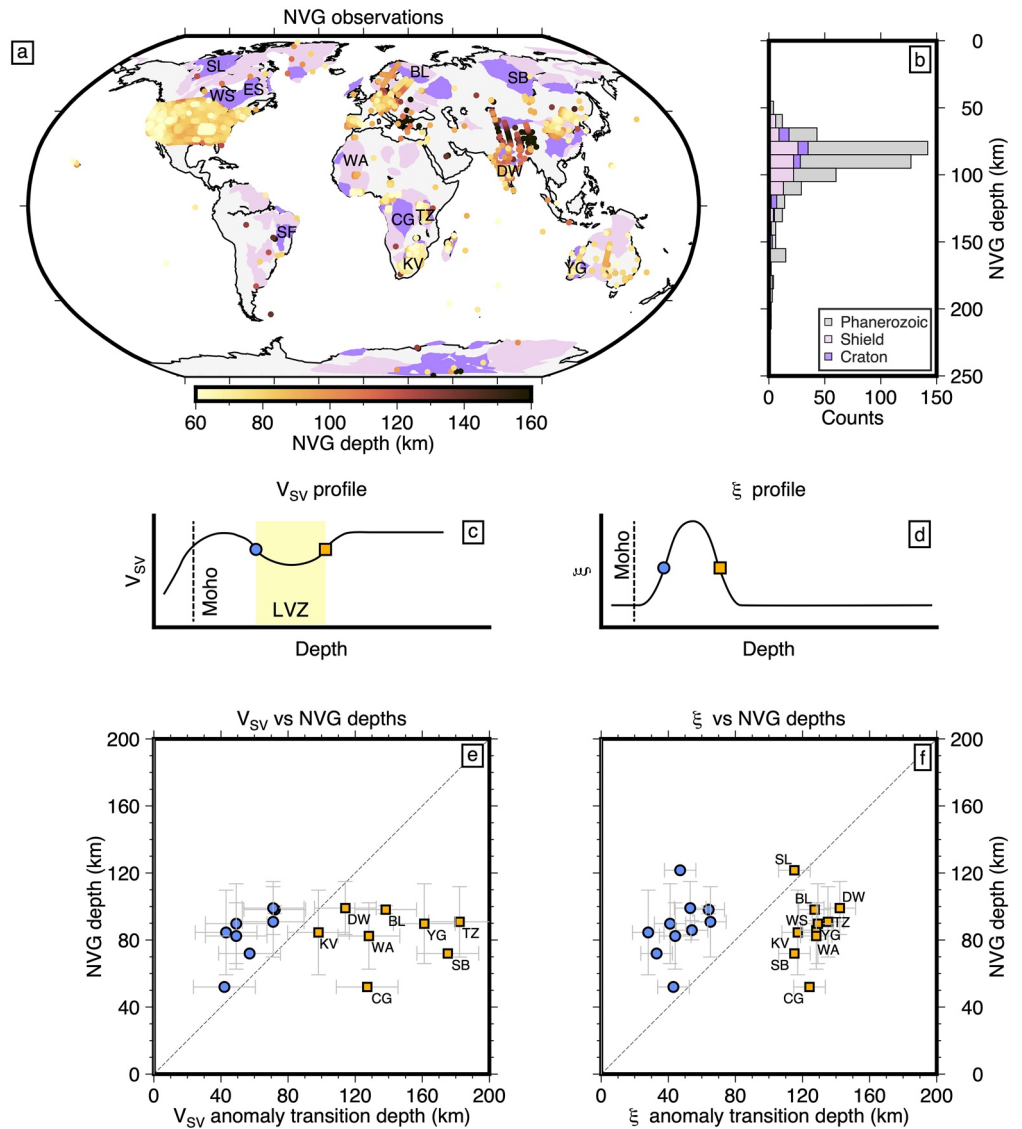 NVG observations
a
SL
BL
SB
WS
ES
WA
DW
CG
TZ
SF
KV
YG
60
80
100
120
140
160
NVG depth (km)
b
0
50
100
150
200
250
NVG depth (km)
Phanerozoic
Shield
Craton
0
50
100
150
Counts
V_SV profile
c
V_SV
Moho
LVZ
Depth
ξ profile
d
ξ
Moho
Depth
V_SV vs NVG depths
e
200
160
120
80
40
0
NVG depth (km)
DW
BL
KV
WA
YG
TZ
SB
CG
0
40
80
120
160
200
V_SV anomaly transition depth (km)
ξ vs NVG depths
f
SL
BL
DW
WS
TZ
KV
YG
WA
SB
CG
200
160
120
80
40
0
NVG depth (km)
0
40
80
120
160
200
ξ anomaly transition depth (km)